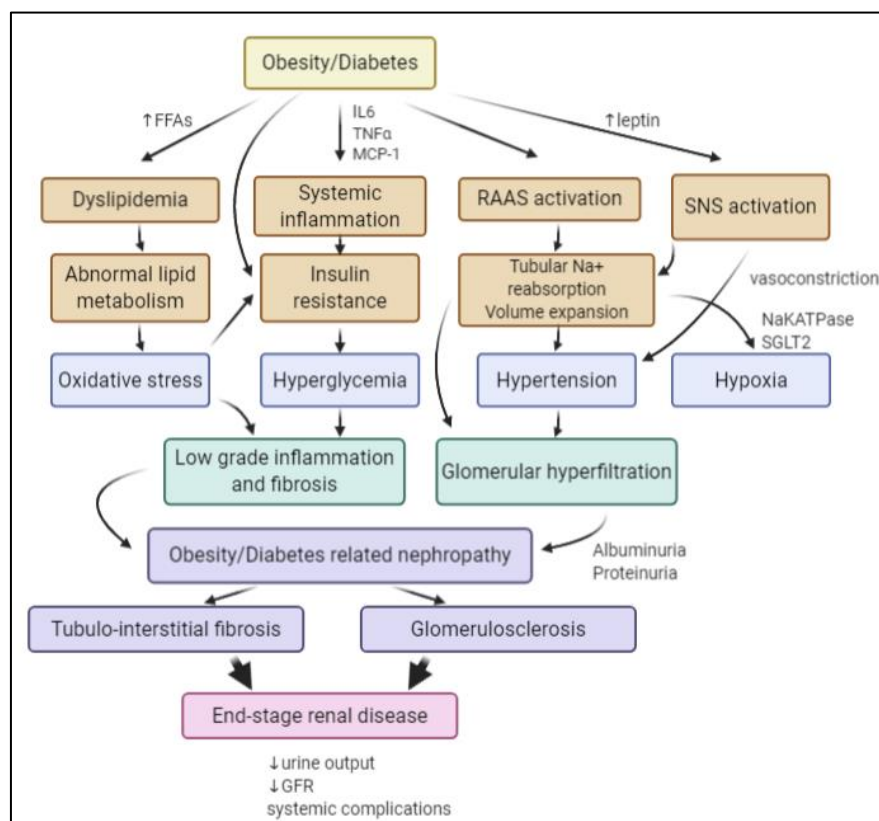 Obesity/Diabetes
↑FFAs
IL6
TNFα
MCP-1
↑leptin
Dyslipidemia
Systemic
inflammation
RAAS activation
SNS activation
Abnormal lipid
metabolism
Insulin
resistance
Tubular Na+
reabsorption
Volume expansion
vasoconstriction
NaKATPase
SGLT2
Oxidative stress
Hyperglycemia
Hypertension
Hypoxia
Low grade inflammation
and fibrosis
Glomerular hyperfiltration
Obesity/Diabetes related nephropathy
Albuminuria
Proteinuria
Tubulo-interstitial fibrosis
Glomerulosclerosis
End-stage renal disease
↓urine output
↓GFR
systemic complications